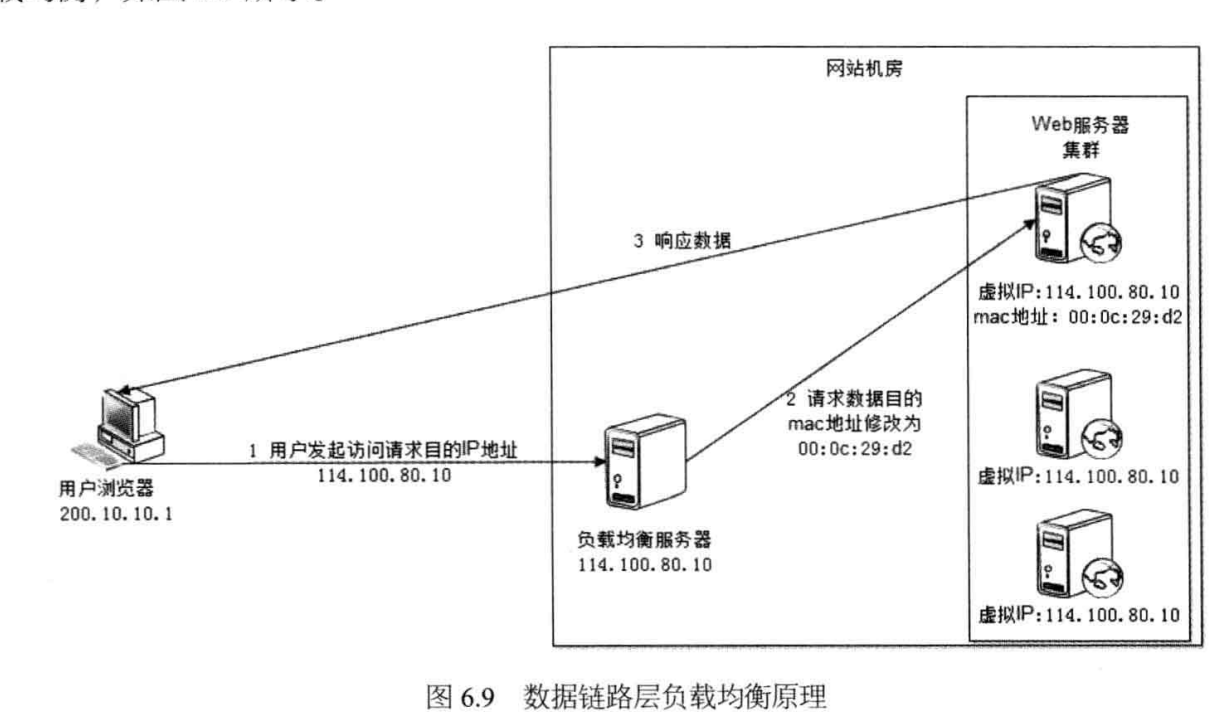 网站机房
Web服务器
集群
3 响应数据
虚拟IP:114.100.80.10
mac地址：00:0c:29:d2
2 请求数据目的
mac地址修改为
00:0c:29:d2
1 用户发起访问请求目的IP地址
114.100.80.10
用户浏览器
200.10.10.1
虚拟IP:114.100.80.10
负载均衡服务器
114.100.80.10
虚拟IP:114.100.80.10
图 6.9 数据链路层负载均衡原理